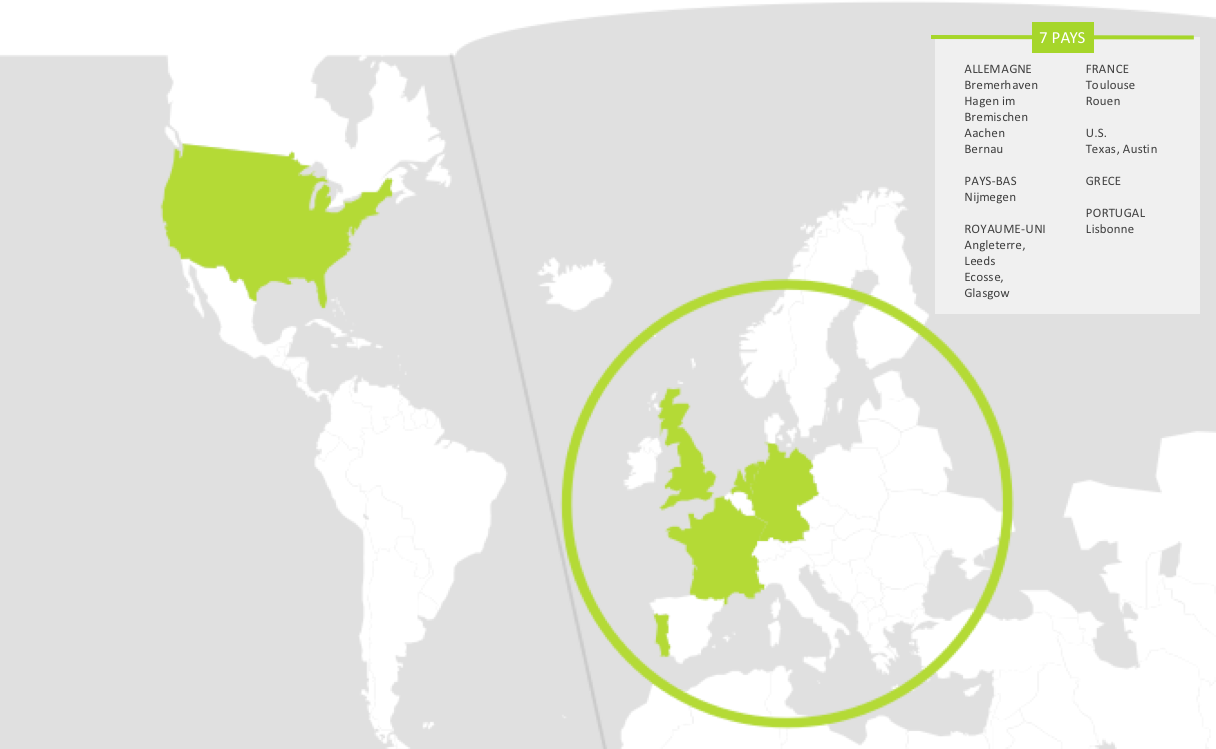 7 PAYS
ALLEMAGNE
Bremerhaven
Hagen im
Bremischen
Aachen
Bernau
PAYS-BAS
Nijmegen
ROYAUME-UNI
Angleterre,
Leeds
Ecosse,
Glasgow
FRANCE
Toulouse
Rouen
U.S.
Texas, Austin
GRECE
PORTUGAL
Lisbonne